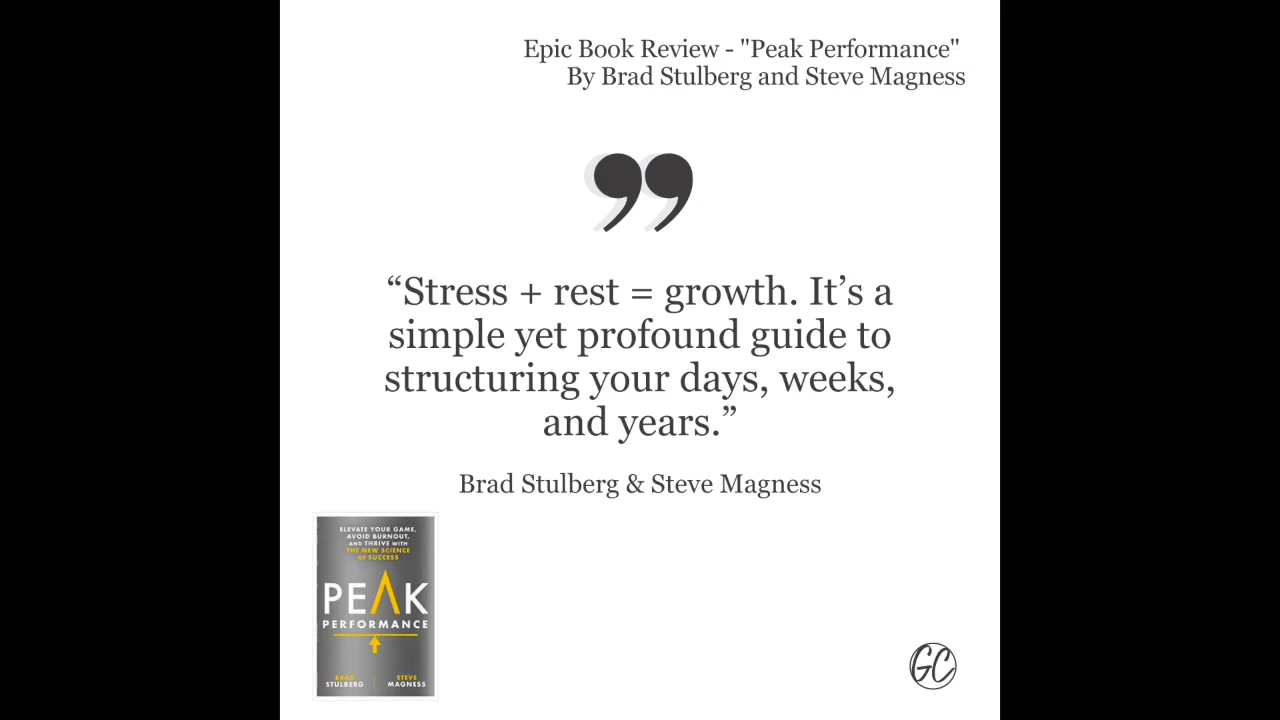 Epic Book Review - "Peak Performance"
By Brad Stulberg and Steve Magness
”
“Stress + rest = growth. It’s a
simple yet profound guide to
structuring your days, weeks,
and years.”
Brad Stulberg & Steve Magness
ELEVATE YOUR GAME,
AVOID BURNOUT,
AND THRIVE WITH
THE NEW SCIENCE
OF SUCCESS
PEAK
PERFORMANCE
BRAD
STULBERG
STEVE
MAGNESS
GC